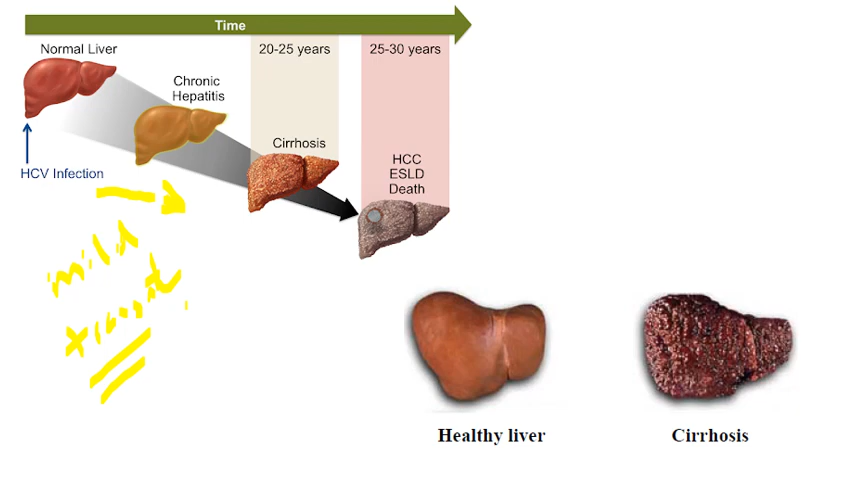 Time
Normal Liver
20-25 years
25-30 years
Chronic
Hepatitis
Cirrhosis
HCC
ESLD
Death
HCV Infection
mild
Healthy liver
Cirrhosis